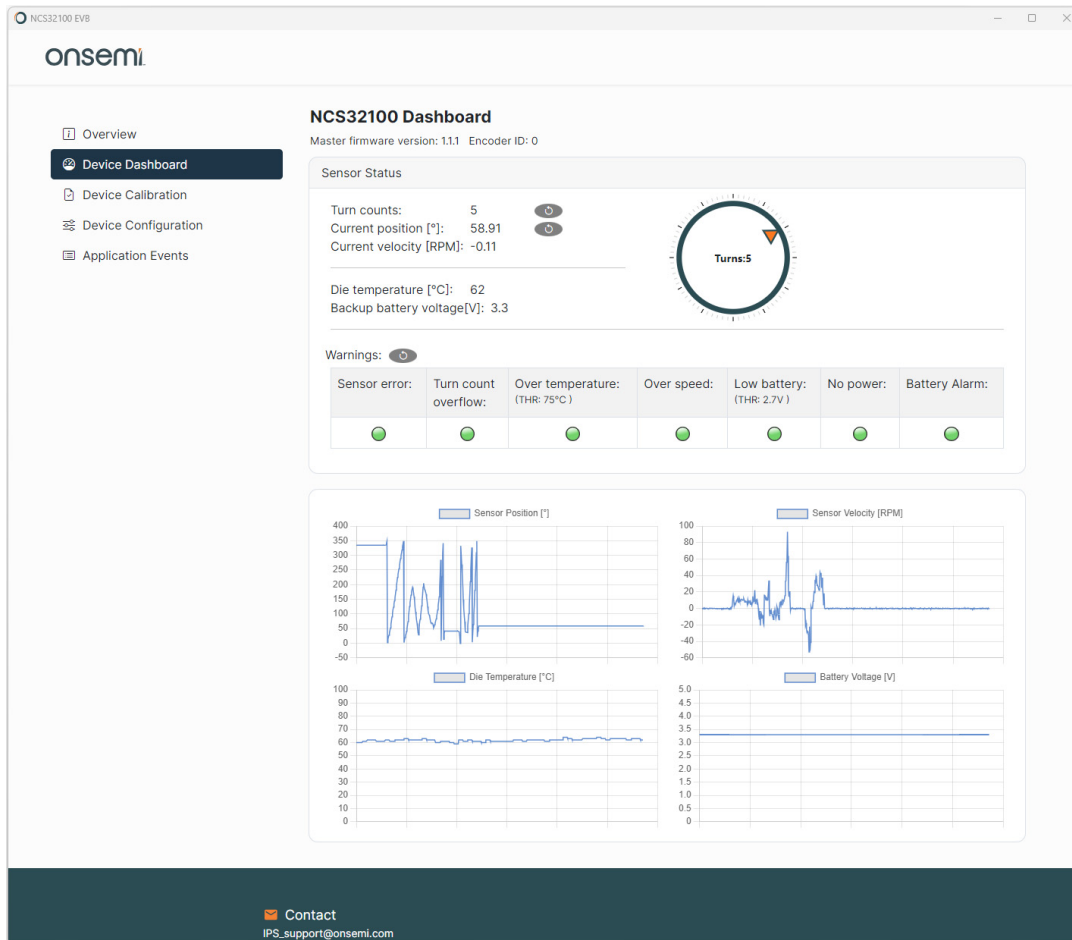 NCS32100 EVB
onsemi
NCS32100 Dashboard
Master firmware version: 1.1.1 Encoder ID: 0
Overview
Device Dashboard
Device Calibration
Device Configuration
Application Events
Sensor Status
Turn counts: 5
Current position [°]: 58.91
Current velocity [RPM]: -0.11
Turns:5
Die temperature [°C]: 62
Backup battery voltage[V]: 3.3
Warnings:
Sensor error: Turn count overflow: Over temperature: (THR: 75°C ) Over speed: Low battery: (THR: 2.7V ) No power: Battery Alarm:
Sensor Position [°]
400
350
300
250
200
150
100
50
0
-50
Sensor Velocity [RPM]
100
80
60
40
20
0
-20
-40
-60
Die Temperature [°C]
100
90
80
70
60
50
40
30
20
10
0
Battery Voltage [V]
5.0
4.5
4.0
3.5
3.0
2.5
2.0
1.5
1.0
0.5
0
Contact
IPS_support@onsemi.com